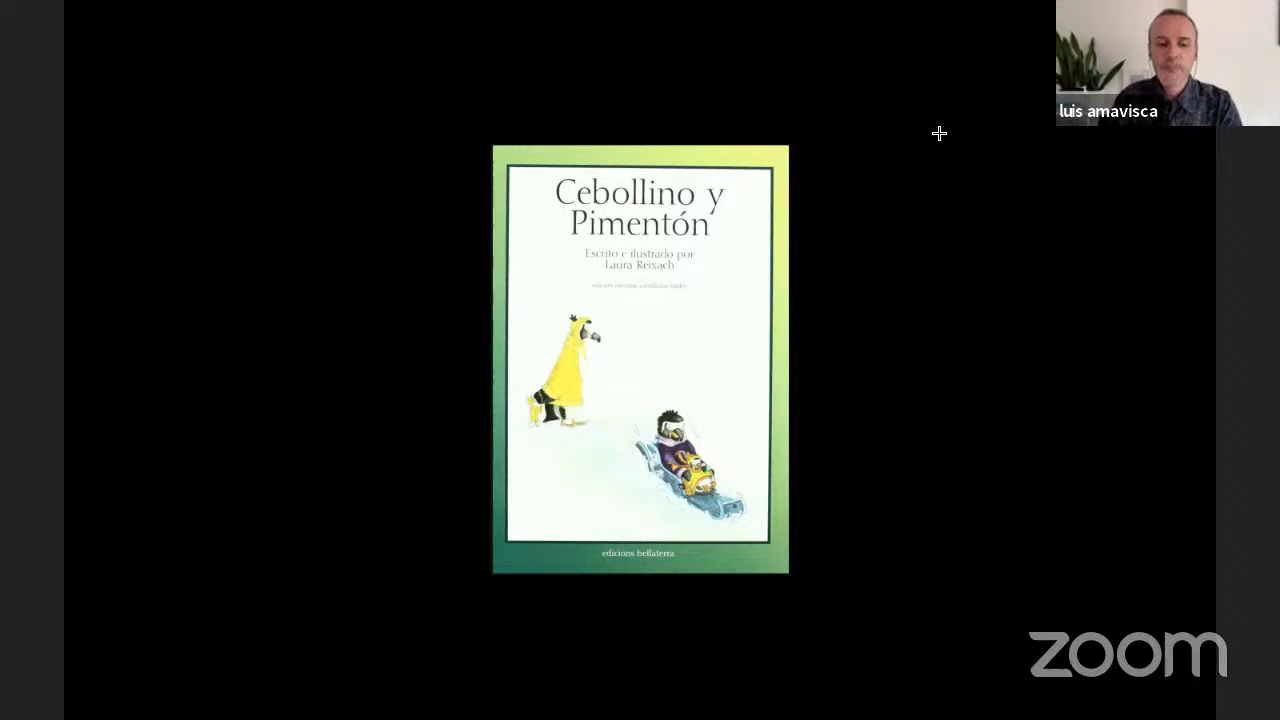 luis amavisca
Cebollino y
Pimentón
Escrito e ilustrado por
Laura Reixach
edicions bellaterra
zoom